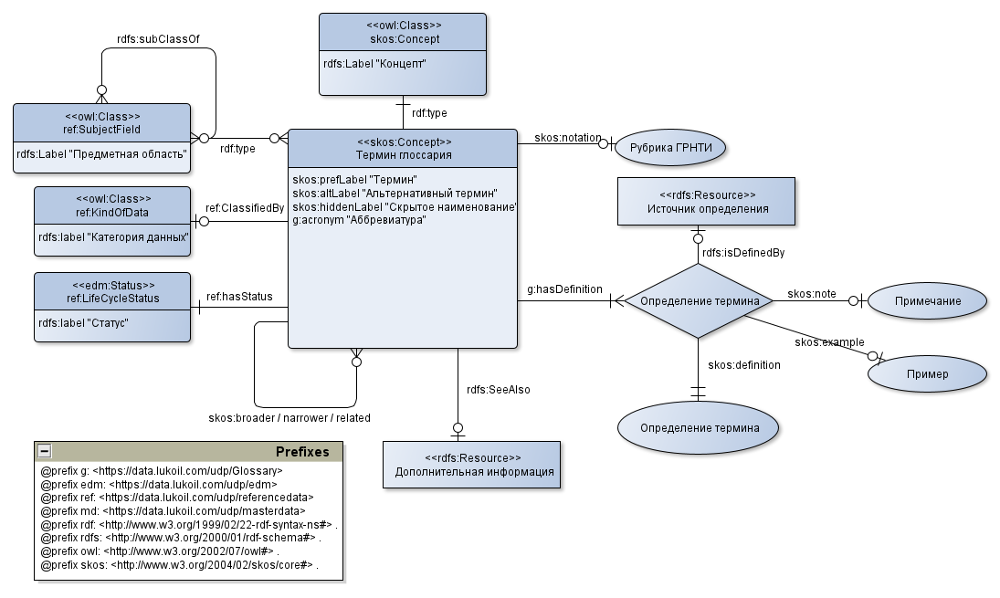 <<owl:Class>>
skos:Concept
rdfs:Label "Концепт"
rdf:type
rdfs:subClassOf
<<owl:Class>>
ref:SubjectField
rdfs:Label "Предметная область"
rdf:type
<<skos:Concept>>
Термин глоссария
skos:prefLabel "Термин"
skos:altLabel "Альтернативный термин"
skos:hiddenLabel "Скрытое наименование"
g:acronym "Аббревиатура"
skos:notation
Рубрика ГРНТИ
<<owl:Class>>
ref:KindOfData
rdfs:label "Категория данных"
ref:ClassifiedBy
<<rdfs:Resource>>
Источник определения
rdfs:isDefinedBy
<<edm:Status>>
ref:LifeCycleStatus
rdfs:label "Статус"
ref:hasStatus
g:hasDefinition
Определение термина
skos:note
Примечание
skos:example
Пример
skos:definition
Определение термина
skos:broader / narrower / related
rdfs:SeeAlso
<<rdfs:Resource>>
Дополнительная информация
Prefixes
@prefix g: <https://data.lukoil.com/udp/Glossary>
@prefix edm: <https://data.lukoil.com/udp/edm>
@prefix ref: <https://data.lukoil.com/udp/referencedata>
@prefix md: <https://data.lukoil.com/udp/masterdata>
@prefix rdf: <http://www.w3.org/1999/02/22-rdf-syntax-ns#> .
@prefix rdfs: <http://www.w3.org/2000/01/rdf-schema#> .
@prefix owl: <http://www.w3.org/2002/07/owl#> .
@prefix skos: <http://www.w3.org/2004/02/skos/core#> .